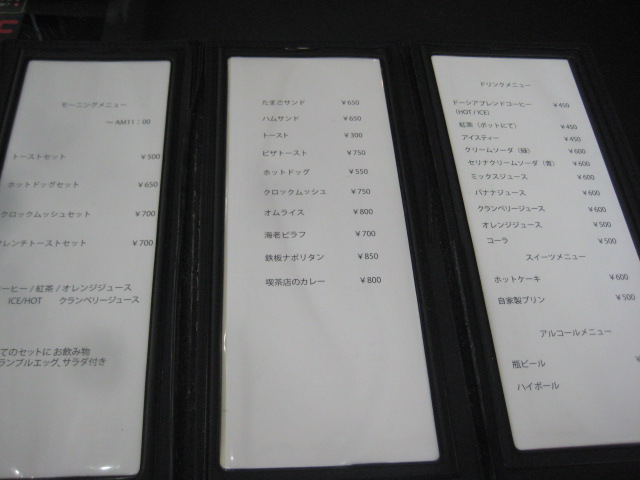 モーニングメニュー
〜AM11:00
トーストセット ¥500
ホットドッグセット ¥650
クロックムッシュセット ¥700
フレンチトーストセット ¥700
コーヒー / 紅茶 / オレンジジュース
ICE/HOT クランベリージュース
てのセットに お飲み物
ランブルエッグ, サラダ付き
たまごサンド ¥650
ハムサンド ¥650
トースト ¥300
ピザトースト ¥750
ホットドッグ ¥550
クロックムッシュ ¥750
オムライス ¥800
海老ピラフ ¥700
鉄板ナポリタン ¥850
喫茶店のカレー ¥800
ドリンクメニュー
ドーシアブレンドコーヒー ¥450
(HOT / ICE)
紅茶（ポットにて） ¥450
アイスティー ¥450
クリームソーダ（緑） ¥600
セリナクリームソーダ（青） ¥600
ミックスジュース ¥600
バナナジュース ¥600
クランベリージュース ¥600
オレンジジュース ¥500
コーラ ¥500
スイーツメニュー
ホットケーキ ¥600
自家製プリン ¥500
アルコールメニュー
瓶ビール ¥
ハイボール